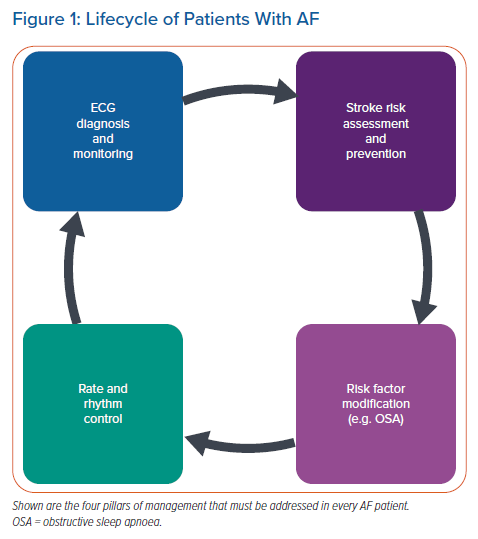 Figure 1: Lifecycle of Patients With AF
ECG
diagnosis
and
monitoring
Stroke risk
assessment
and
prevention
Rate and
rhythm
control
Risk factor
modification
(e.g. OSA)
Shown are the four pillars of management that must be addressed in every AF patient.
OSA = obstructive sleep apnoea.